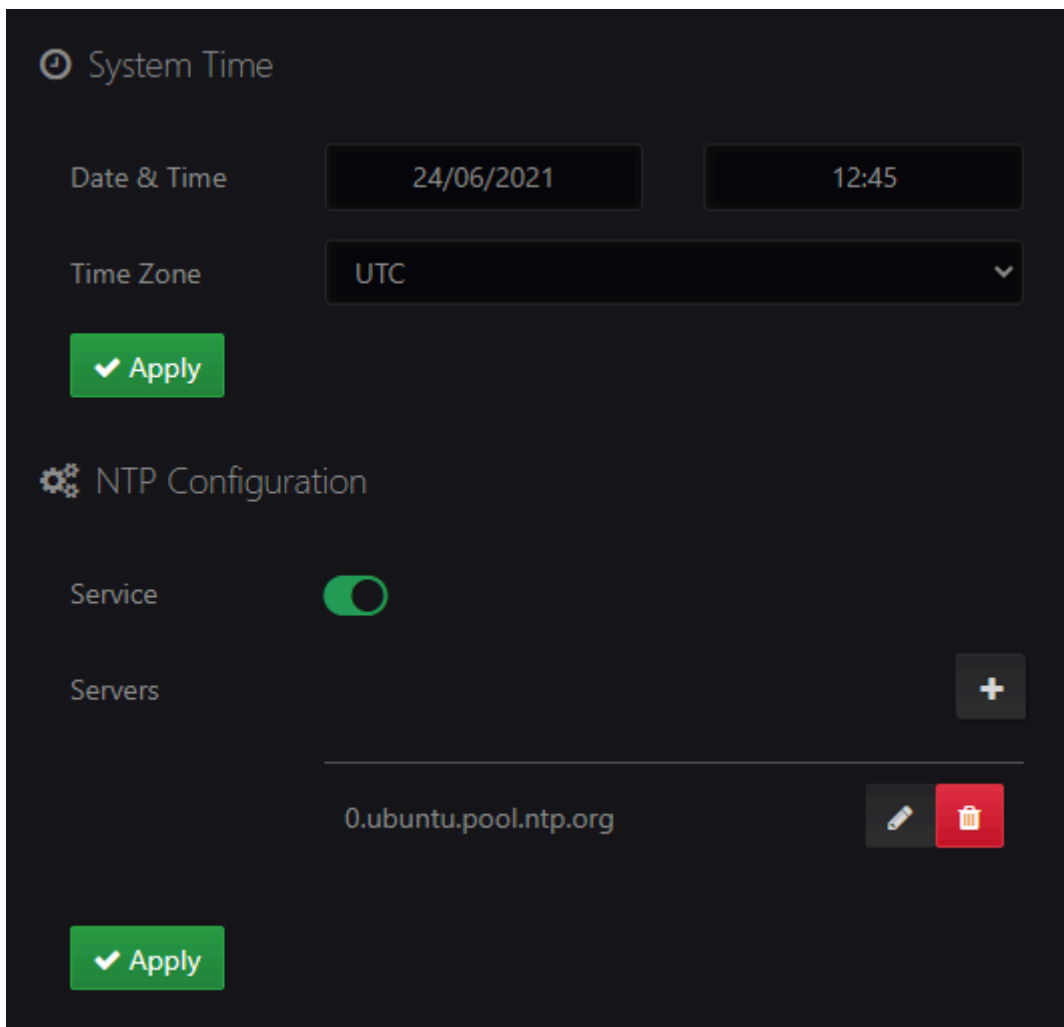 System Time
Date & Time 24/06/2021 12:45
Time Zone UTC
Apply
NTP Configuration
Service
Servers
0.ubuntu.pool.ntp.org
Apply